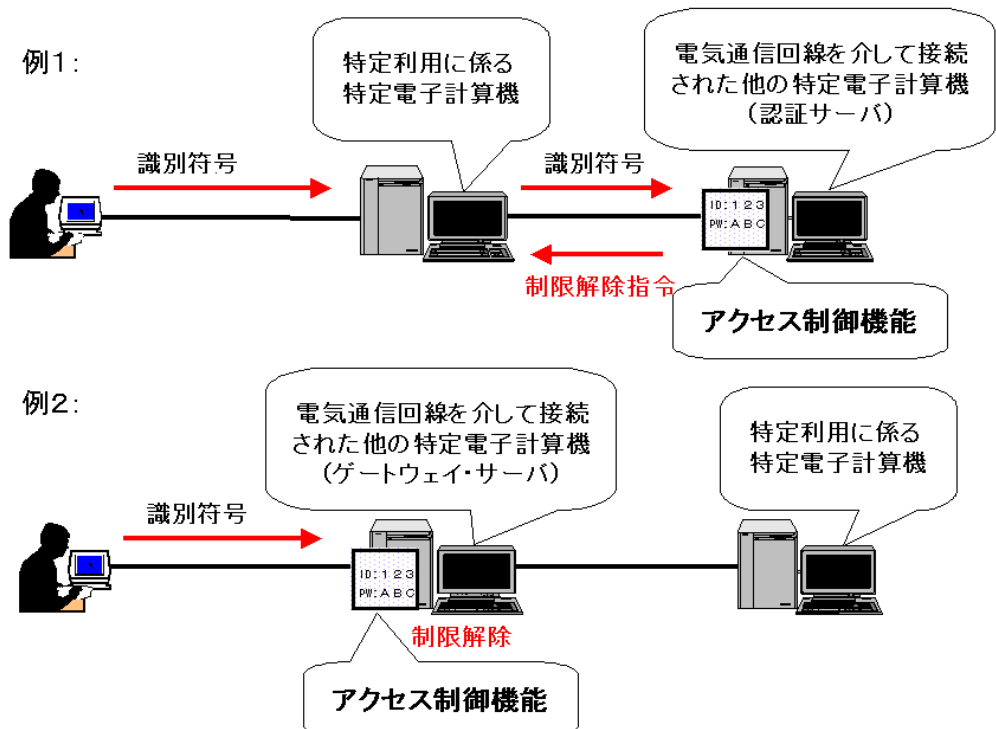 例1:
特定利用に係る
特定電子計算機
電気通信回線を介して接続
された他の特定電子計算機
(認証サーバ)
識別符号
識別符号
ID:123
PW:ABC
制限解除指令
アクセス制御機能
例2:
電気通信回線を介して接続
された他の特定電子計算機
(ゲートウェイ・サーバ)
特定利用に係る
特定電子計算機
識別符号
ID:123
PW:ABC
制限解除
アクセス制御機能